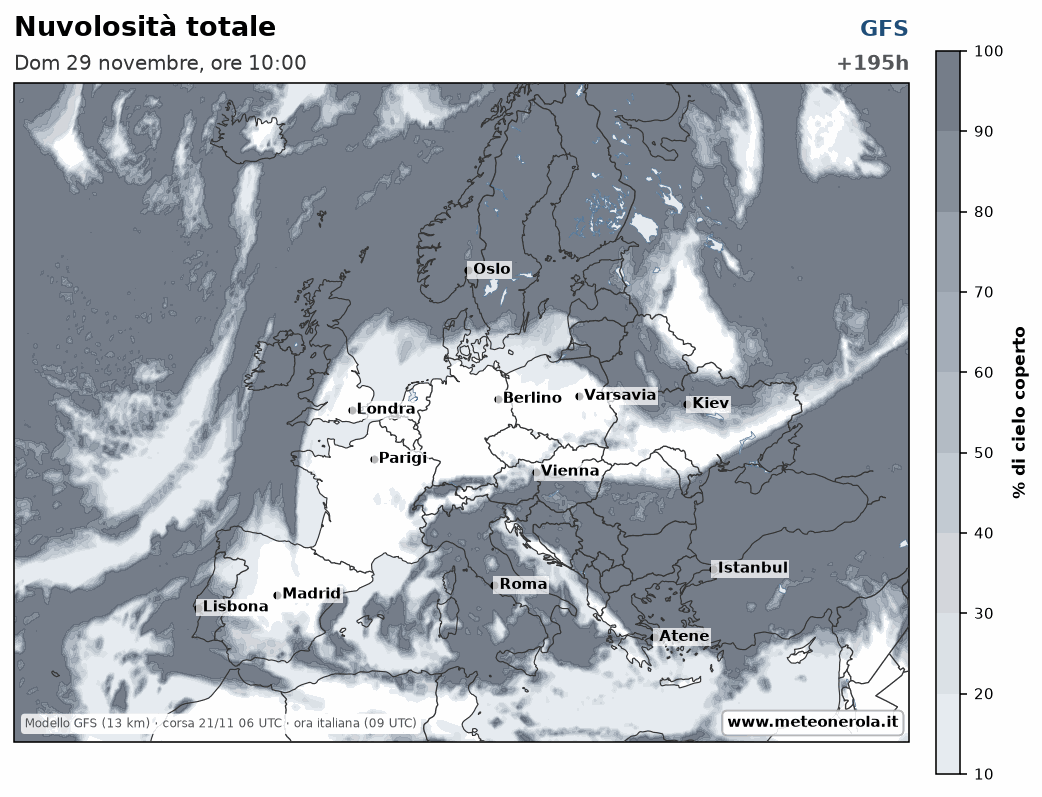 Nuvolosità totale
GFS
Dom 29 novembre, ore 10:00
+195h
100
90
80
70
60
50
40
30
20
10
% di cielo coperto
Oslo
Londra
Berlino
Varsavia
Kiev
Parigi
Vienna
Istanbul
Roma
Madrid
Lisbona
Atene
Modello GFS (13 km) · corsa 21/11 06 UTC · ora italiana (09 UTC)
www.meteonerola.it